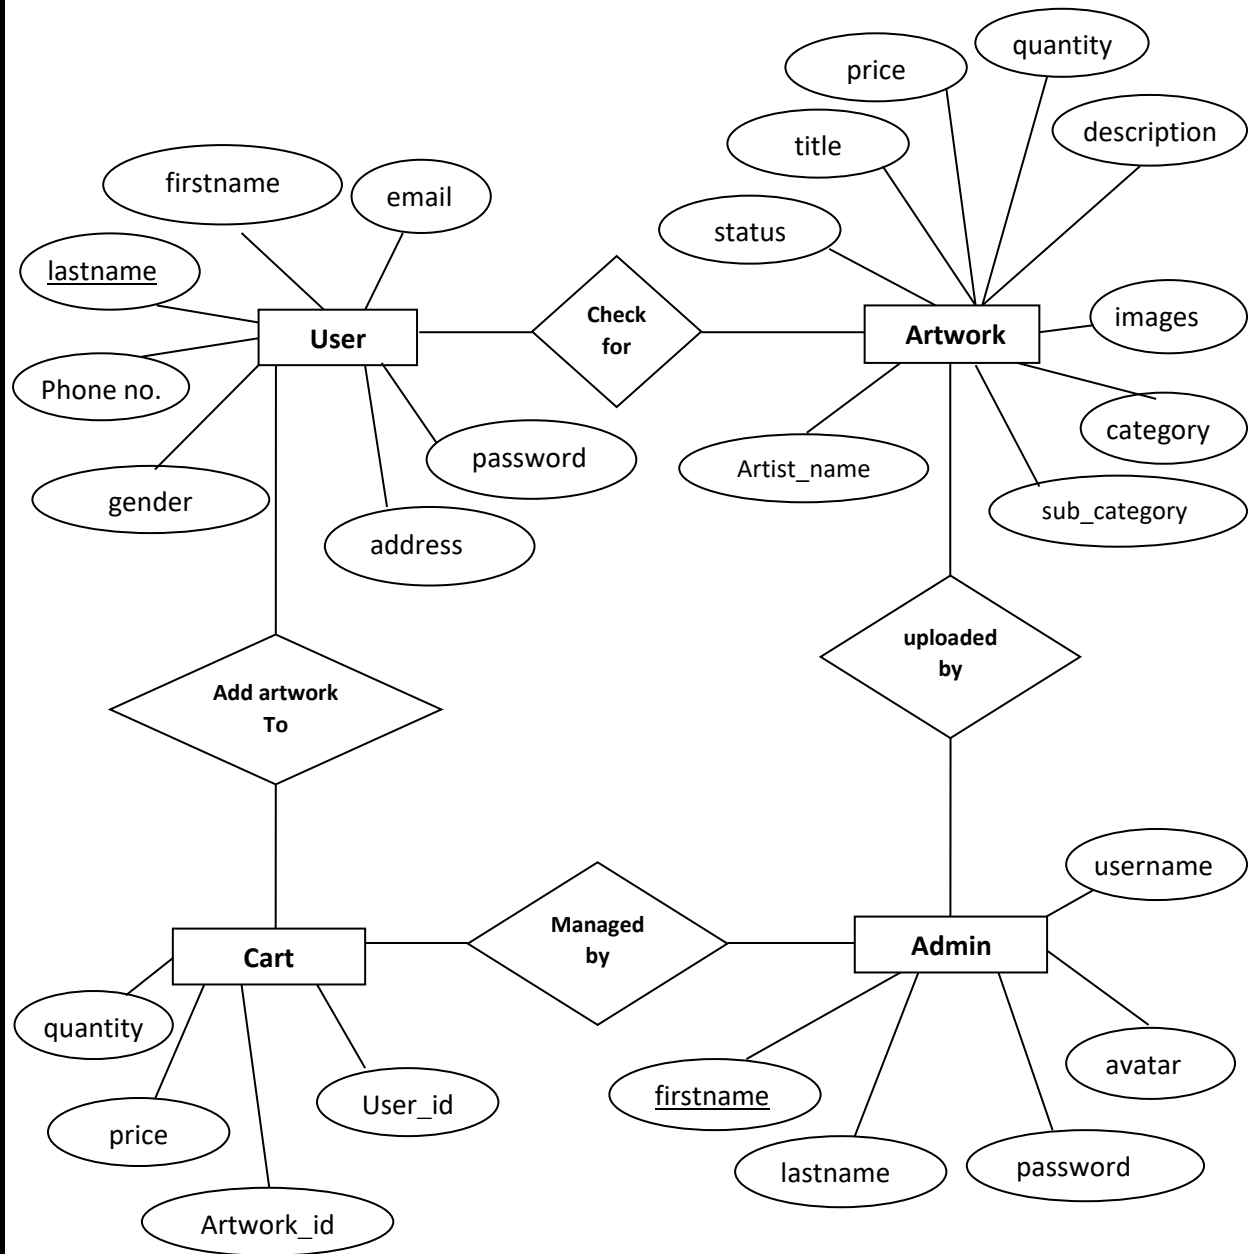 quantity
price
description
title
firstname
email
status
lastname
Check
for
images
User
Artwork
Phone no.
category
password
Artist_name
gender
sub_category
address
uploaded
by
Add artwork
To
username
Managed
by
Admin
Cart
quantity
avatar
firstname
User_id
price
password
lastname
Artwork_id